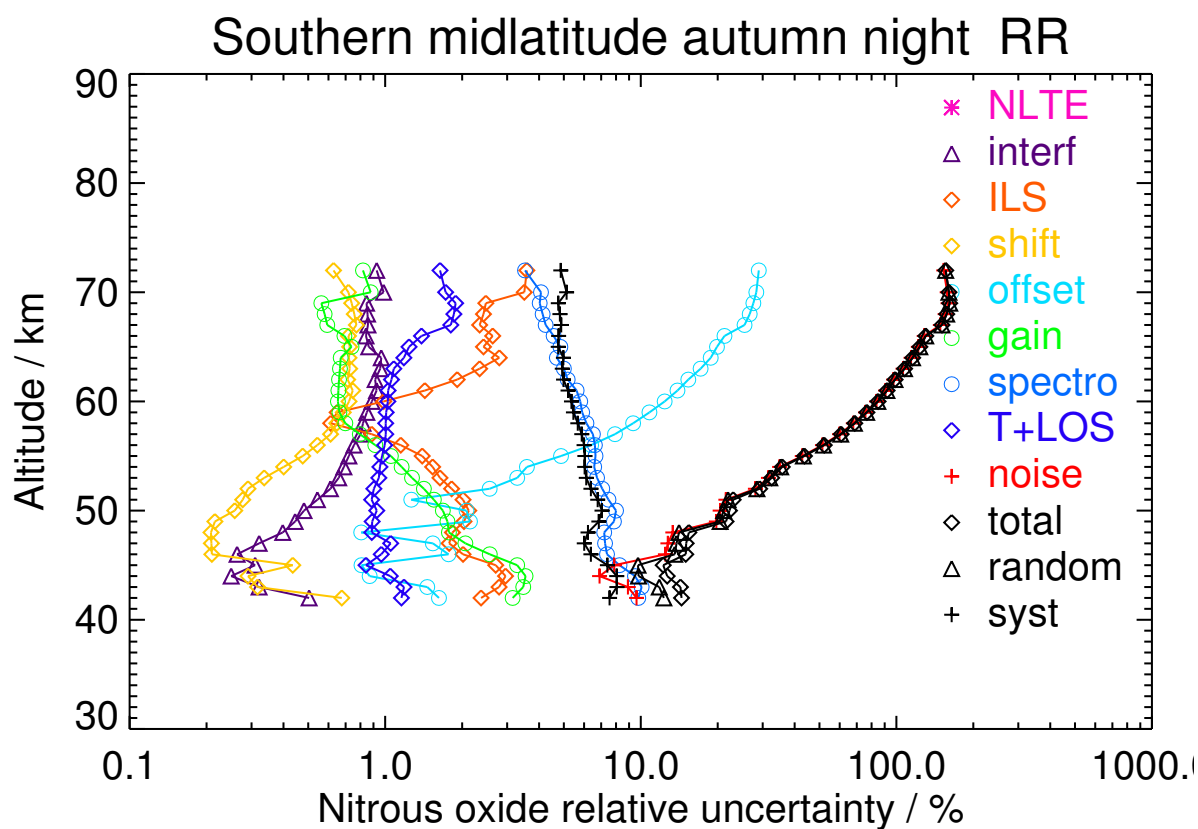 Southern midlatitude autumn night RR
90
80
70
60
50
40
30
Altitude / km
NLTE
interf
ILS
shift
offset
gain
spectro
T+LOS
noise
total
random
syst
0.1
1.0
10.0
100.0
1000.0
Nitrous oxide relative uncertainty / %